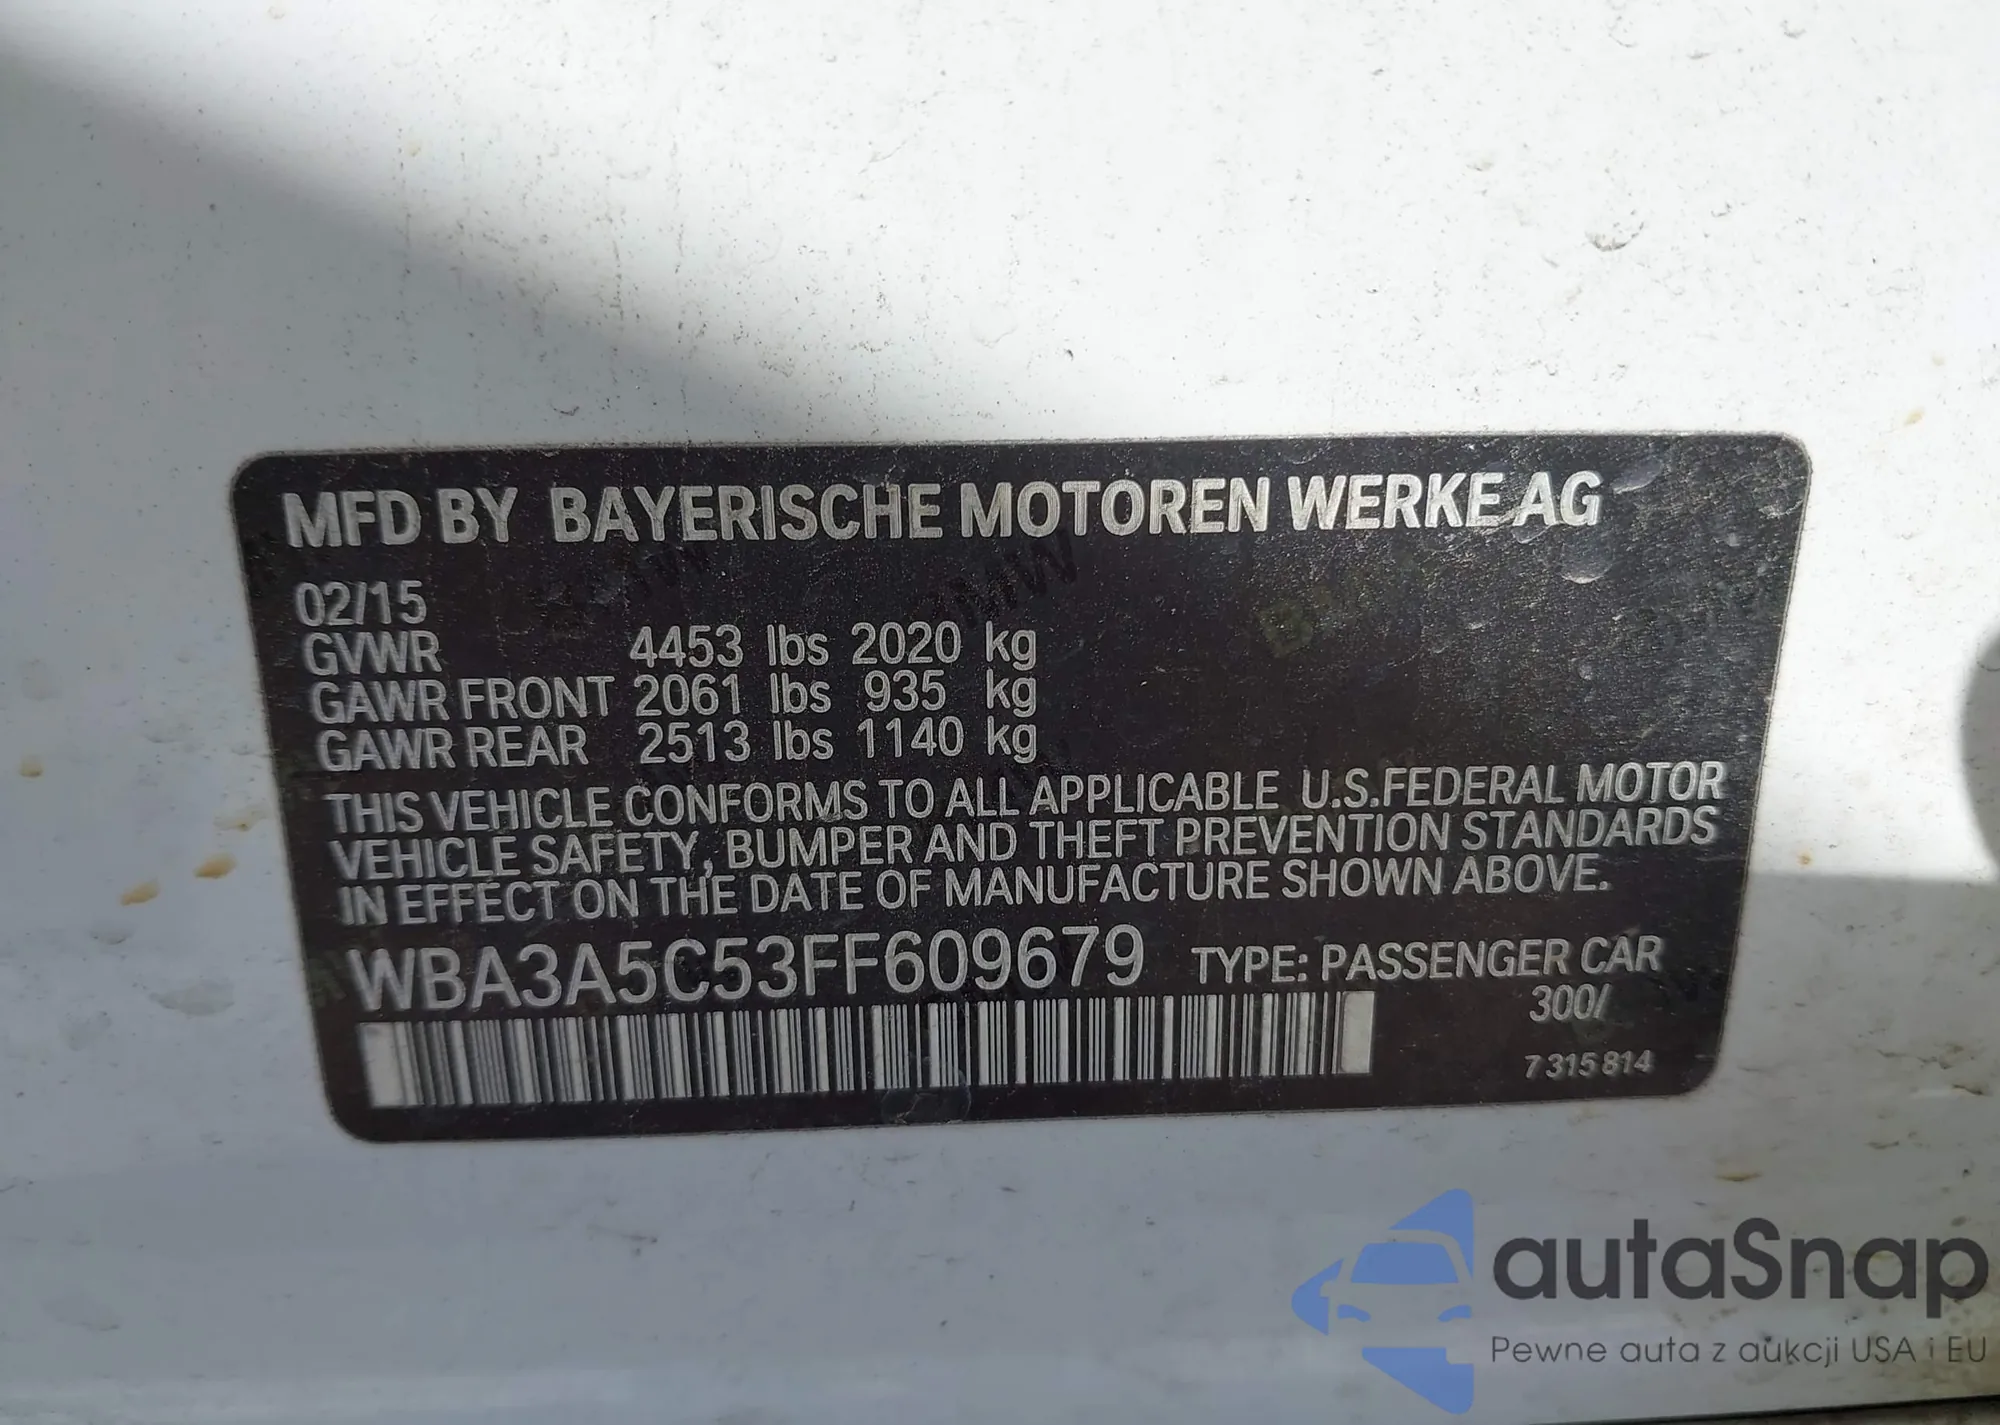 MFD BY BAYERISCHE MOTOREN WERKE AG
02/15
GVWR 4453 lbs 2020 kg
GAWR FRONT 2061 lbs 935 kg
GAWR REAR 2513 lbs 1140 kg
THIS VEHICLE CONFORMS TO ALL APPLICABLE U.S.FEDERAL MOTOR
VEHICLE SAFETY, BUMPER AND THEFT PREVENTION STANDARDS
IN EFFECT ON THE DATE OF MANUFACTURE SHOWN ABOVE.
WBA3A5C53FF609679 TYPE: PASSENGER CAR
300/
7 315 814
autaSnap
Pewne auta z aukcji USA i EU